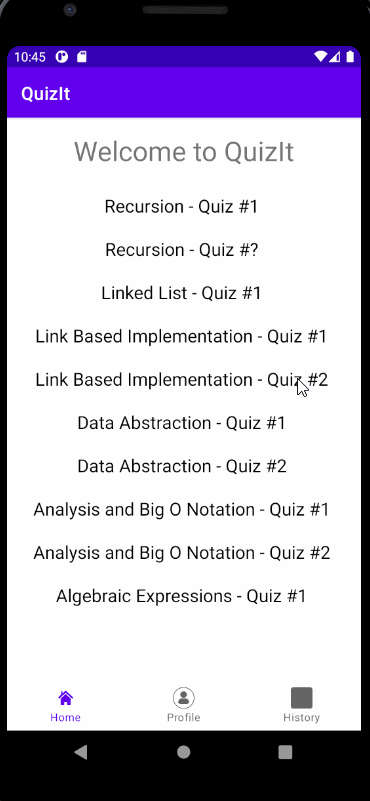 10:45
QuizIt
Welcome to QuizIt
Recursion - Quiz #1
Recursion - Quiz #?
Linked List - Quiz #1
Link Based Implementation - Quiz #1
Link Based Implementation - Quiz #2
Data Abstraction - Quiz #1
Data Abstraction - Quiz #2
Analysis and Big O Notation - Quiz #1
Analysis and Big O Notation - Quiz #2
Algebraic Expressions - Quiz #1
Home Profile History